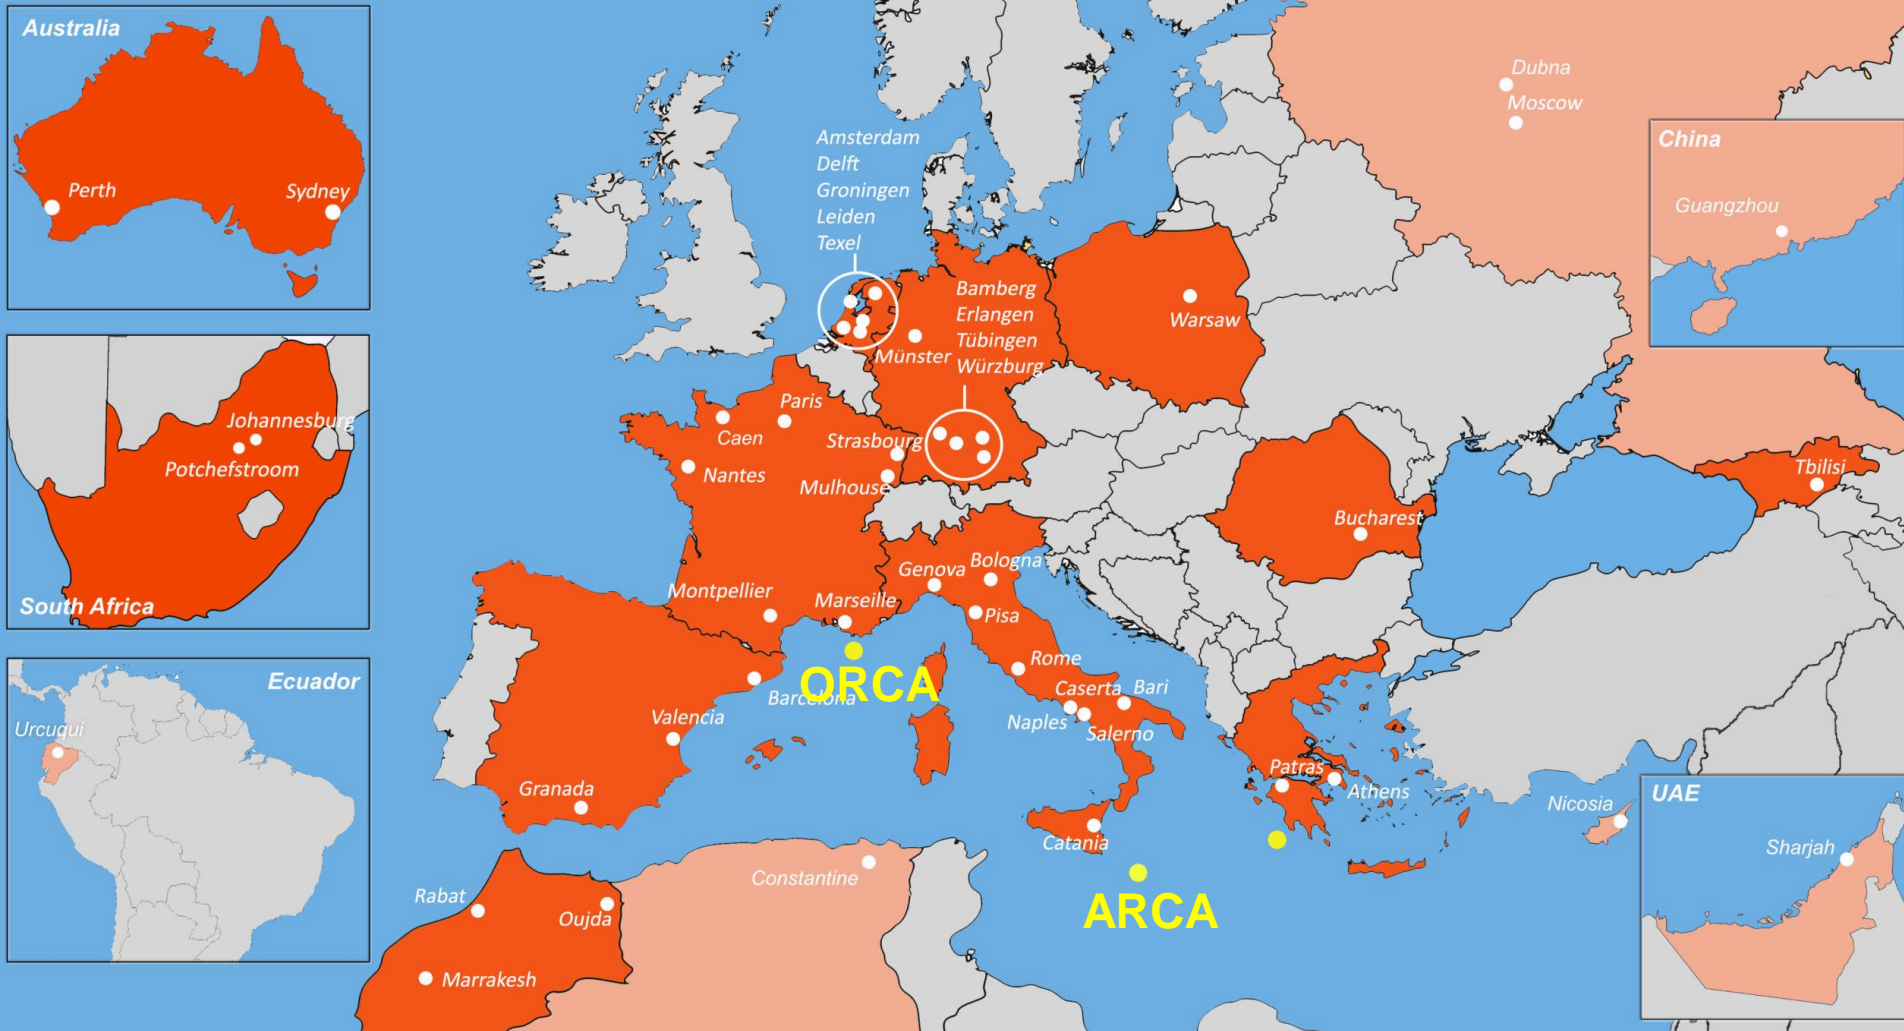 Australia
Perth
Sydney
Johannesburg
Potchefstroom
South Africa
Ecuador
Urcuqui
Amsterdam
Delft
Groningen
Leiden
Texel
Bamberg
Erlangen
Tübingen
Würzburg
Münster
Warsaw
Dubna
Moscow
China
Guangzhou
Paris
Caen
Strasbourg
Nantes
Mulhouse
Montpellier
Marseille
ORCA
Barcelona
Valencia
Granada
Genova
Bologna
Pisa
Rome
Caserta
Bari
Naples
Salerno
Catania
ARCA
Bucharest
Tbilisi
Patras
Athens
Nicosia
UAE
Sharjah
Constantine
Rabat
Oujda
Marrakesh